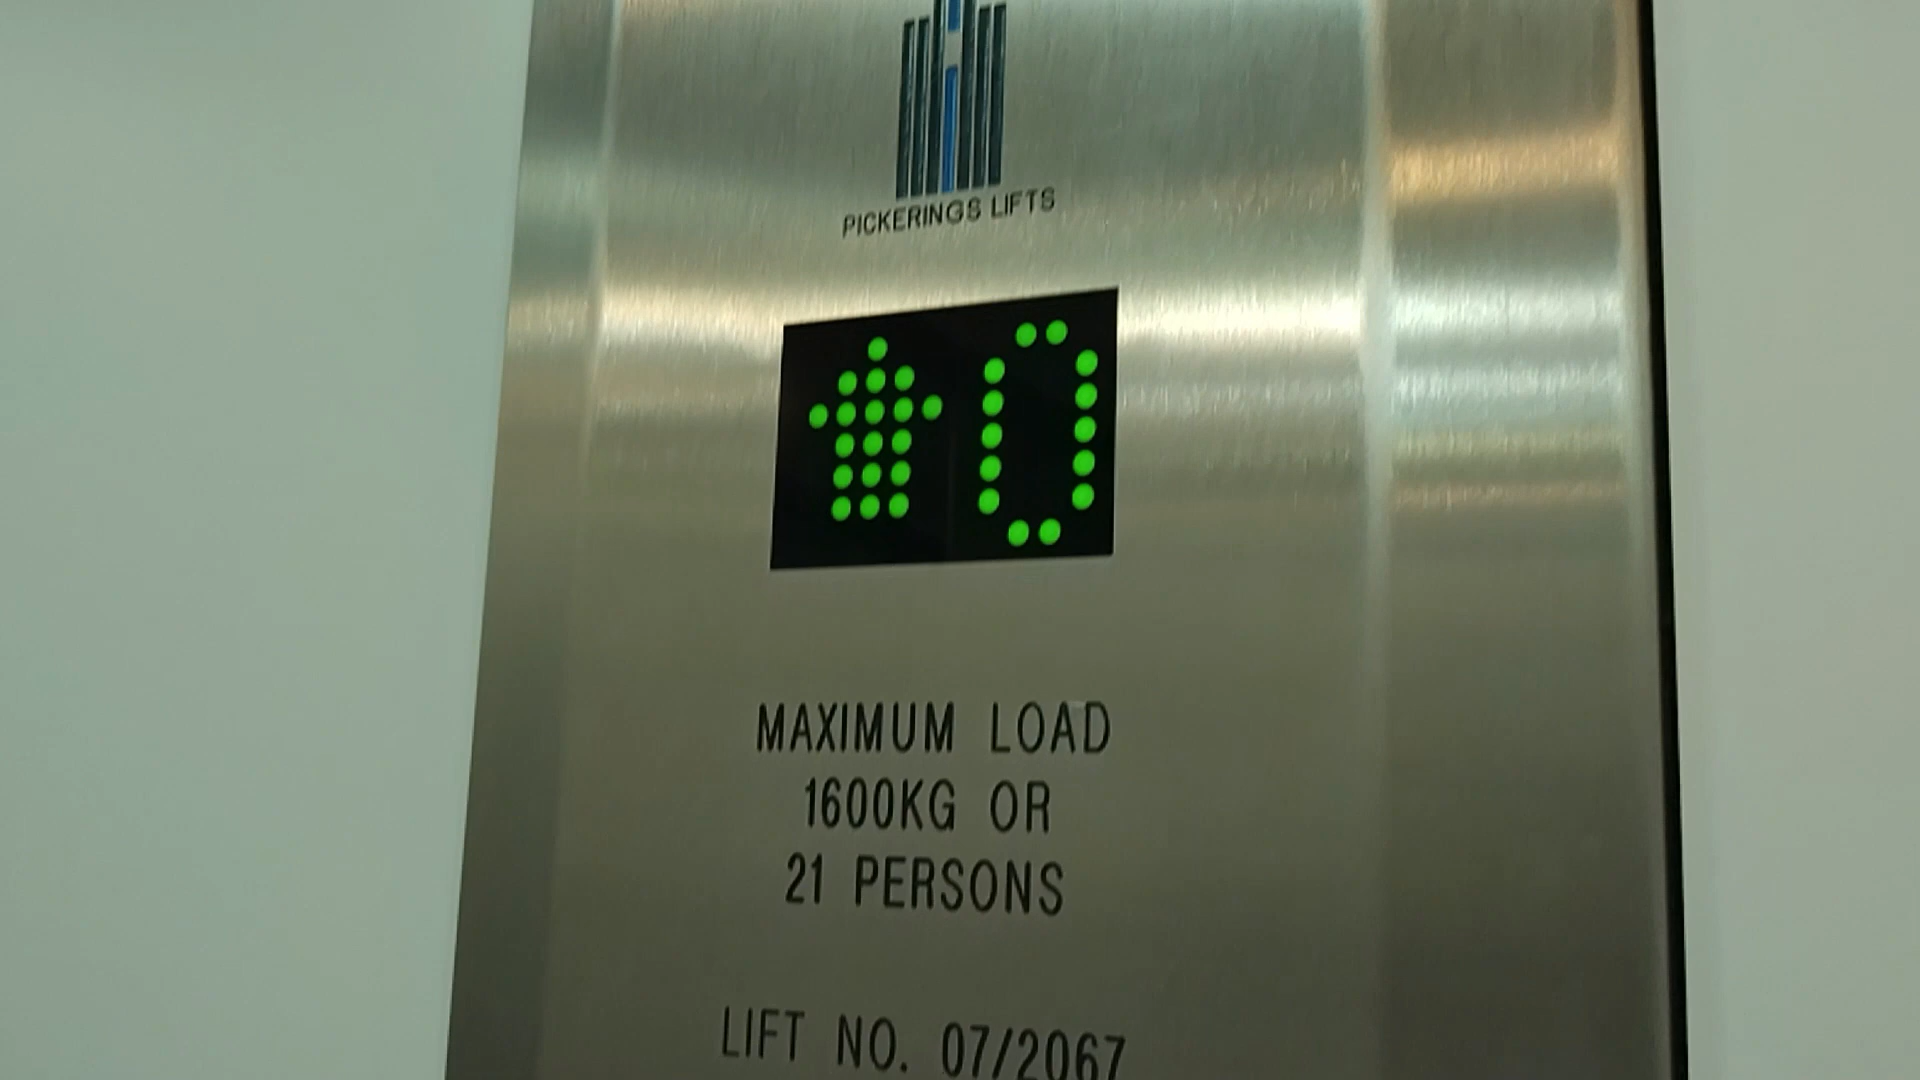 PICKERINGS LIFTS
0
MAXIMUM LOAD
1600KG OR
21 PERSONS
LIFT NO. 07/2067